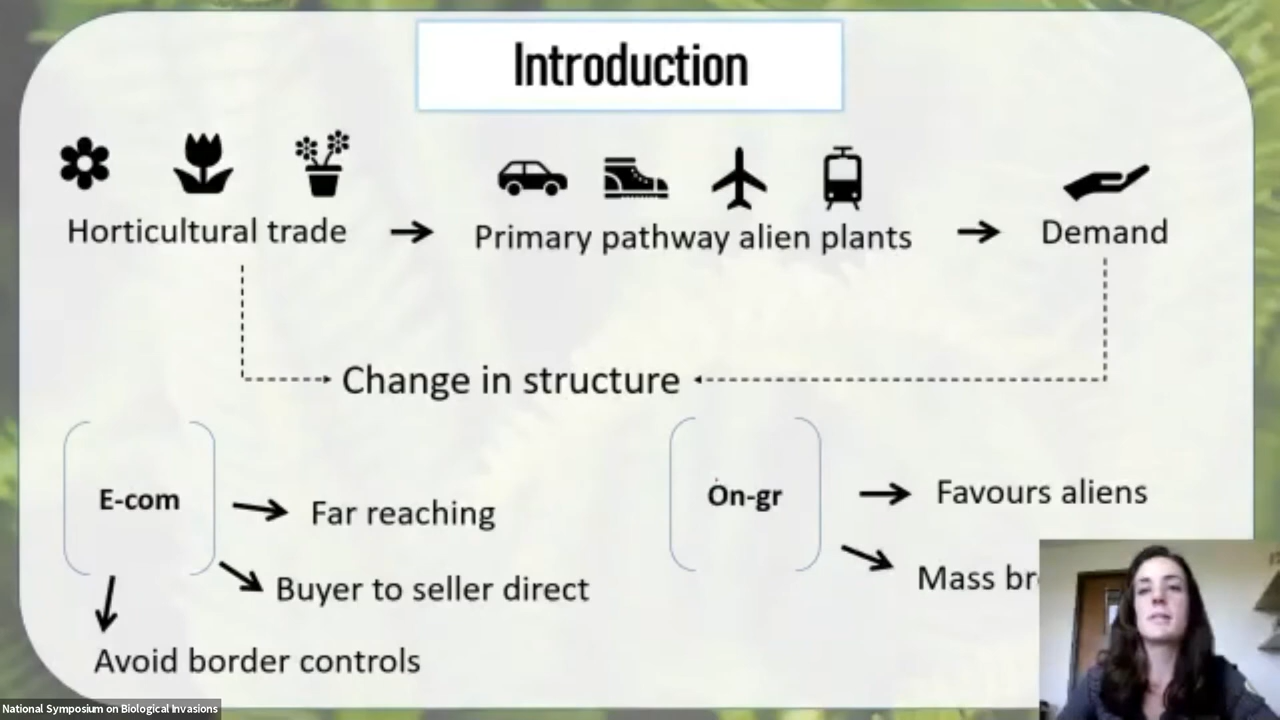 Introduction
Horticultural trade
Primary pathway alien plants
Demand
Change in structure
E-com
Far reaching
Buyer to seller direct
Avoid border controls
On-gr
Favours aliens
Mass
National Symposium on Biological Invasions